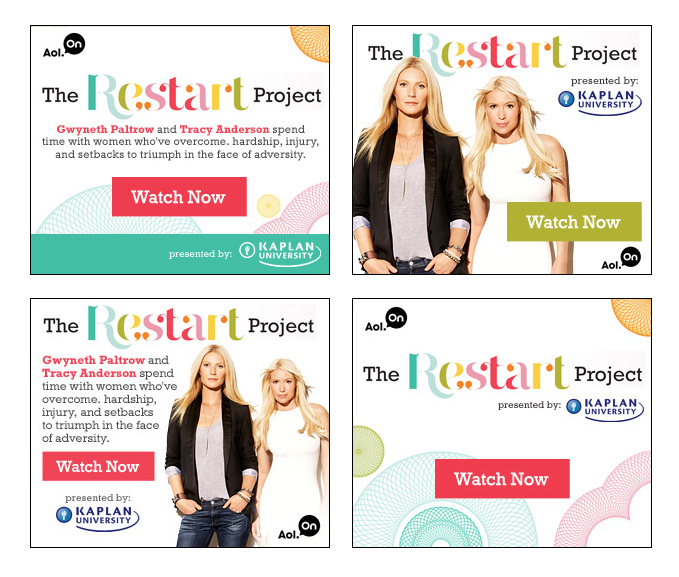 Aol. On
The Restart Project
Gwyneth Paltrow and Tracy Anderson spend
time with women who've overcome. hardship, injury,
and setbacks to triumph in the face of adversity.
Watch Now
presented by: KAPLAN
UNIVERSITY
The Restart Project
presented by:
KAPLAN
UNIVERSITY
Watch Now
Aol. On
The Restart Project
Gwyneth Paltrow and
Tracy Anderson spend
time with women who've
overcome. hardship,
injury, and setbacks
to triumph in the face
of adversity.
Watch Now
presented by:
KAPLAN
UNIVERSITY
Aol. On
Aol. On
The Restart Project
presented by: KAPLAN
UNIVERSITY
Watch Now